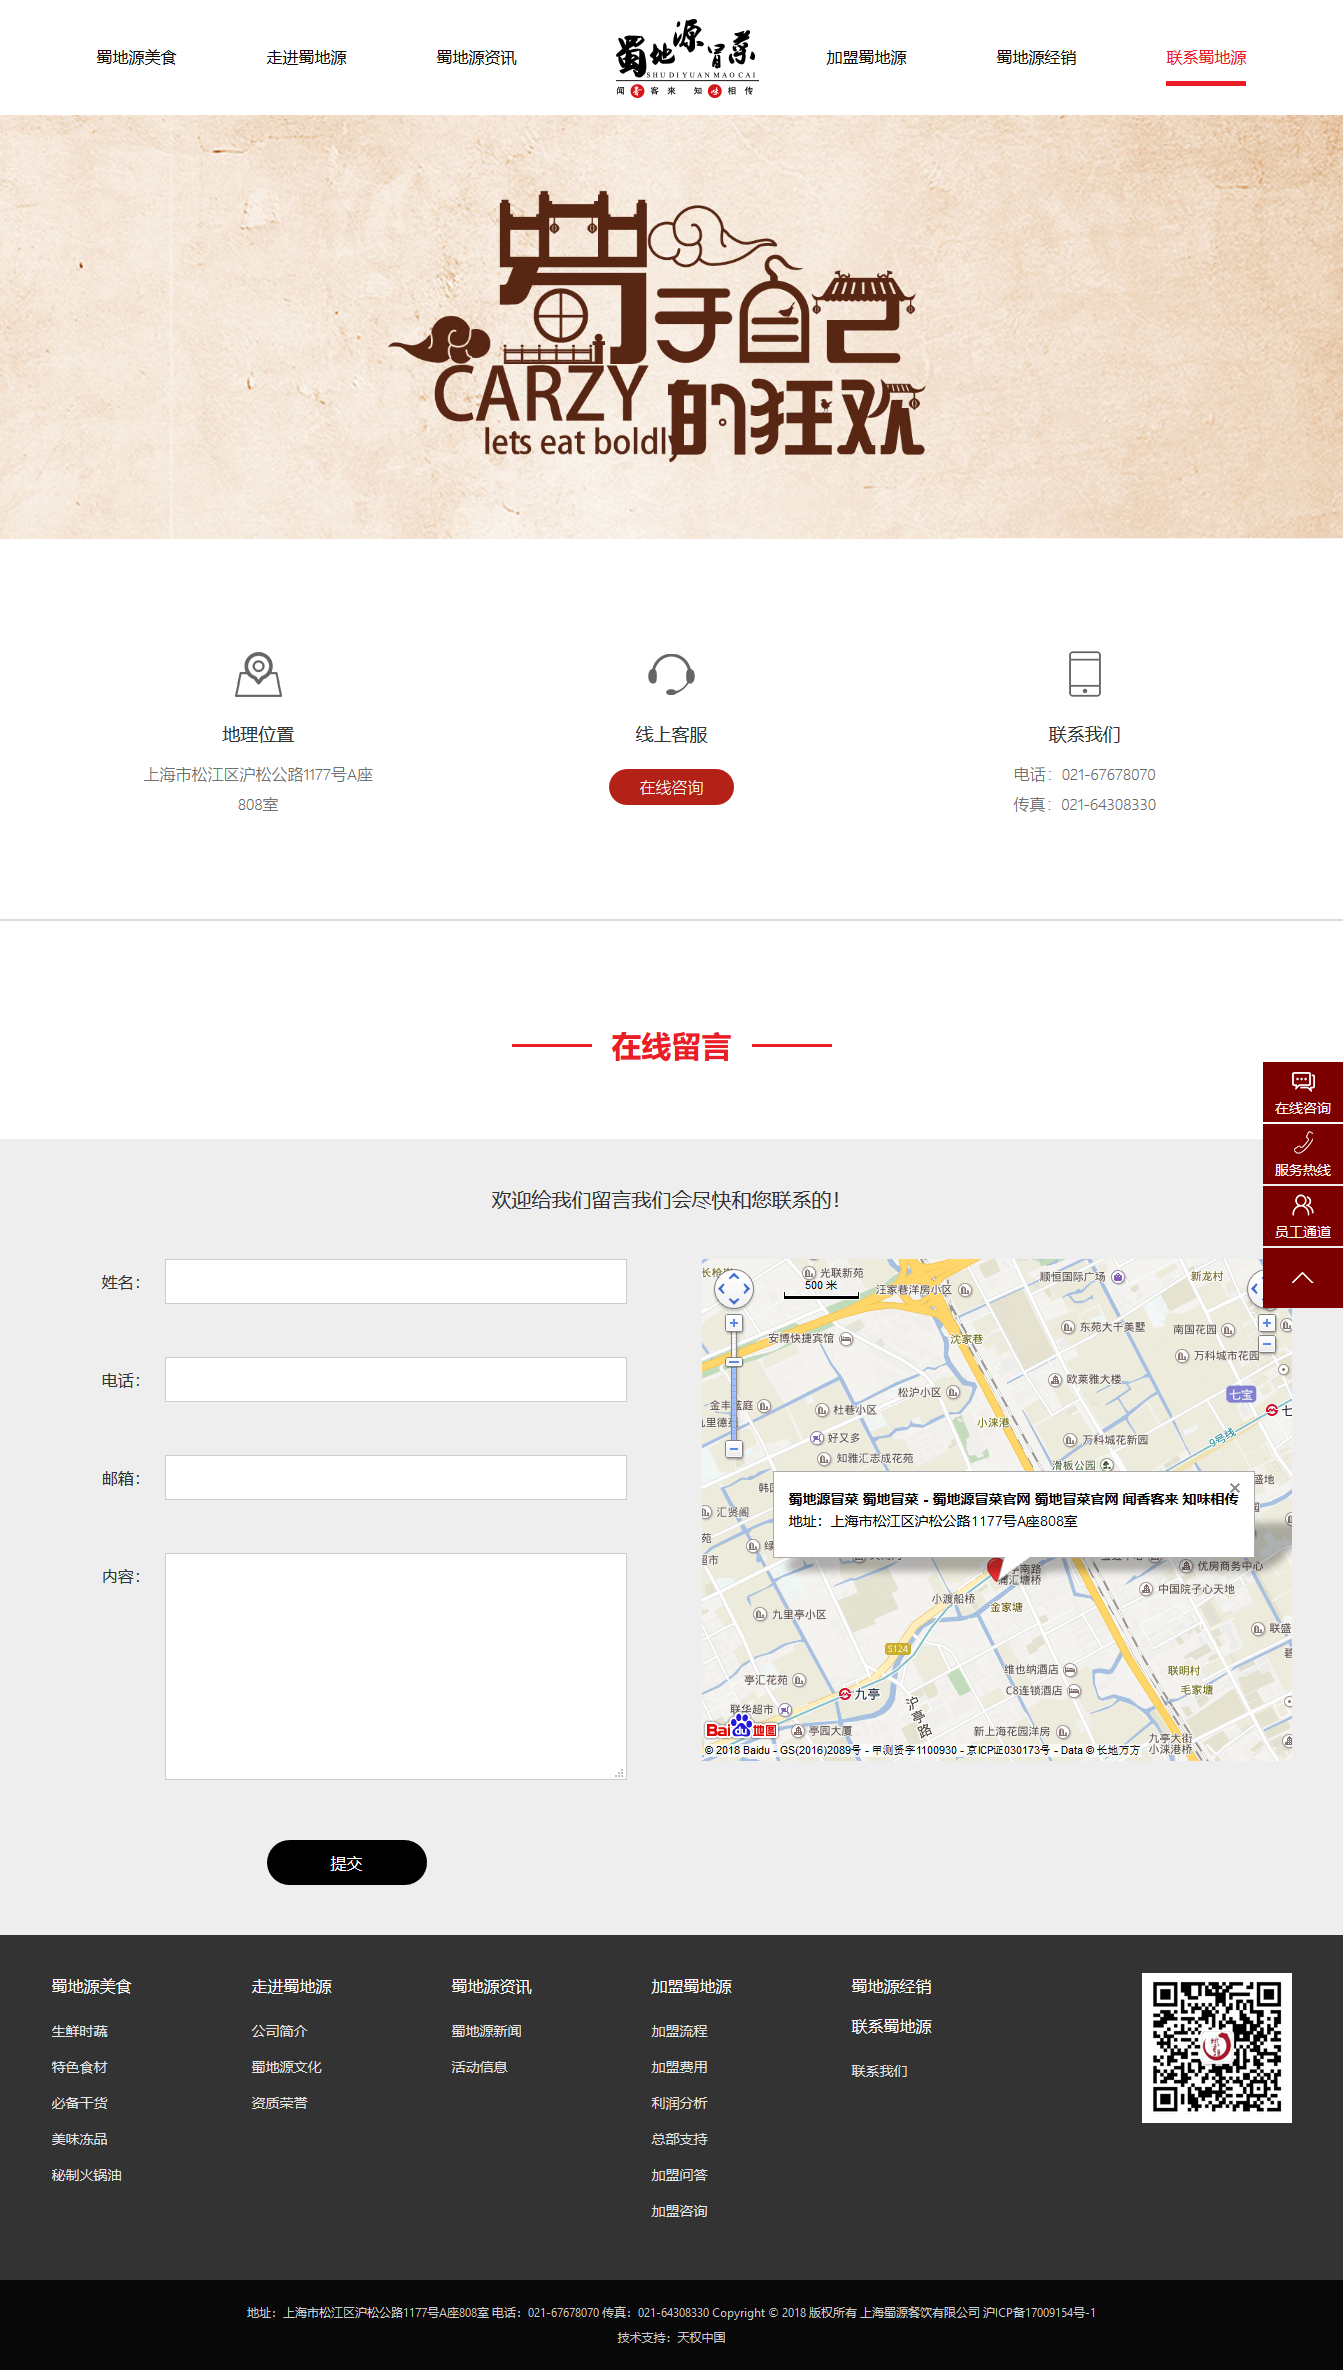 蜀地源美食
走进蜀地源
蜀地源资讯
蜀地源冒菜
SHUDIYUANMAOCAI
闻香客来 知味相传
加盟蜀地源
蜀地源经销
联系蜀地源
蜀于自己
CARZY
的狂欢
lets eat boldly
地理位置
上海市松江区沪松公路1177号A座
808室
线上客服
在线咨询
联系我们
电话：021-67678070
传真：021-64308330
在线留言
在线咨询
服务热线
员工通道
欢迎给我们留言我们会尽快和您联系的！
姓名：
电话：
邮箱：
内容：
提交
光联新苑
500 米
汪家巷洋房小区
顺恒国际广场
新龙村
安博快捷宾馆
沈家巷
东苑大千美墅
南国花园
万科城市花园
松沪小区
欧莱雅大楼
七宝
杜巷小区
小涞港
好又多
万科城花新园
9号线
知雅汇志成花苑
滑板公园
汇贤阁
蜀地源冒菜 蜀地冒菜 - 蜀地源冒菜官网 蜀地冒菜官网 闻香客来 知味相传
地址：上海市松江区沪松公路1177号A座808室
优房商务中心
蒲汇塘桥
中国院子心天地
小渡船桥
金家塘
九里亭小区
S124
维也纳酒店
联明村
亭汇花苑
C8连锁酒店
毛家塘
九亭
联华超市
沪亭路
亭园大厦
新上海花园洋房
九亭大街
小涞港桥
Bai地图
© 2018 Baidu - GS(2016)2089号 - 甲测资字1100930 - 京ICP证030173号 - Data © 长地万方
蜀地源美食
生鲜时蔬
特色食材
必备干货
美味冻品
秘制火锅油
走进蜀地源
公司简介
蜀地源文化
资质荣誉
蜀地源资讯
蜀地源新闻
活动信息
加盟蜀地源
加盟流程
加盟费用
利润分析
总部支持
加盟问答
加盟咨询
蜀地源经销
联系蜀地源
联系我们
地址：上海市松江区沪松公路1177号A座808室 电话：021-67678070 传真：021-64308330 Copyright © 2018 版权所有 上海蜀源餐饮有限公司 沪ICP备17009154号-1
技术支持：天权中国